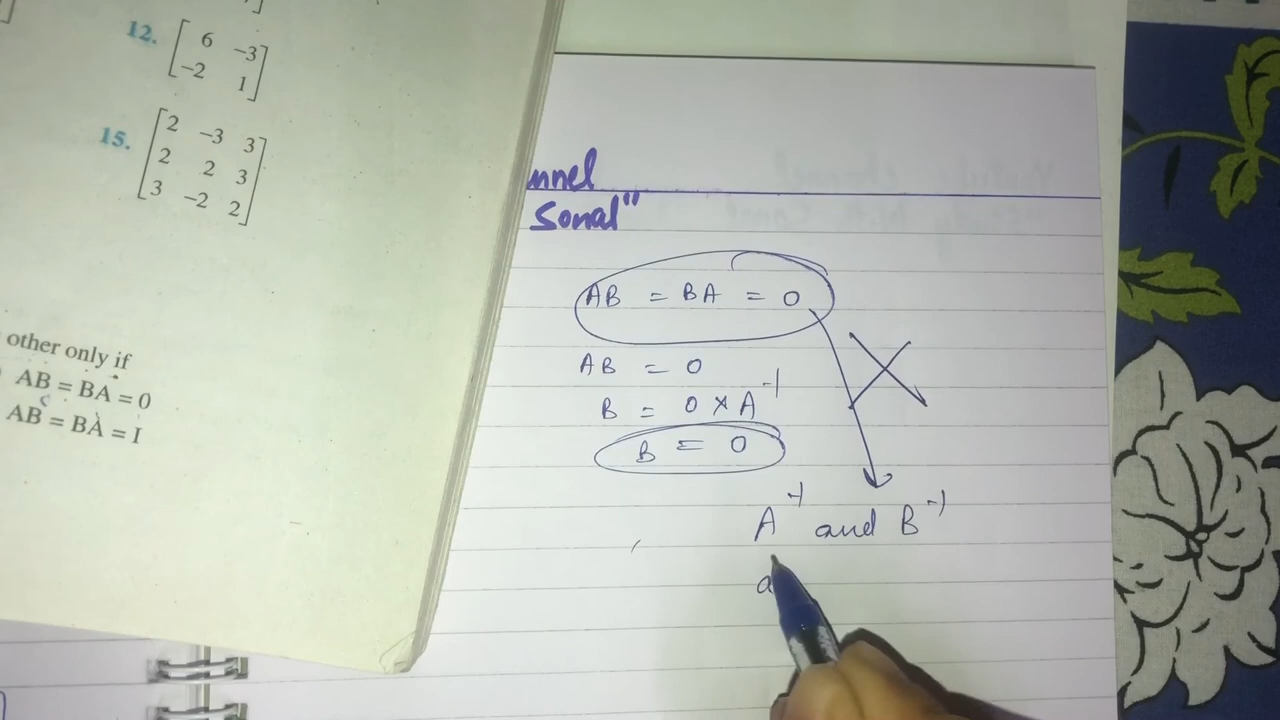 12. [ 6 -3
-2 1 ]
15. [ 2 -3 3
2 2 3
3 -2 2 ]
other only if
AB = BA = 0
AB = BA = I
nnel
Sonal"
AB = BA = 0
AB = 0
B = 0 × A⁻¹
B = 0
A⁻¹ and B⁻¹
a